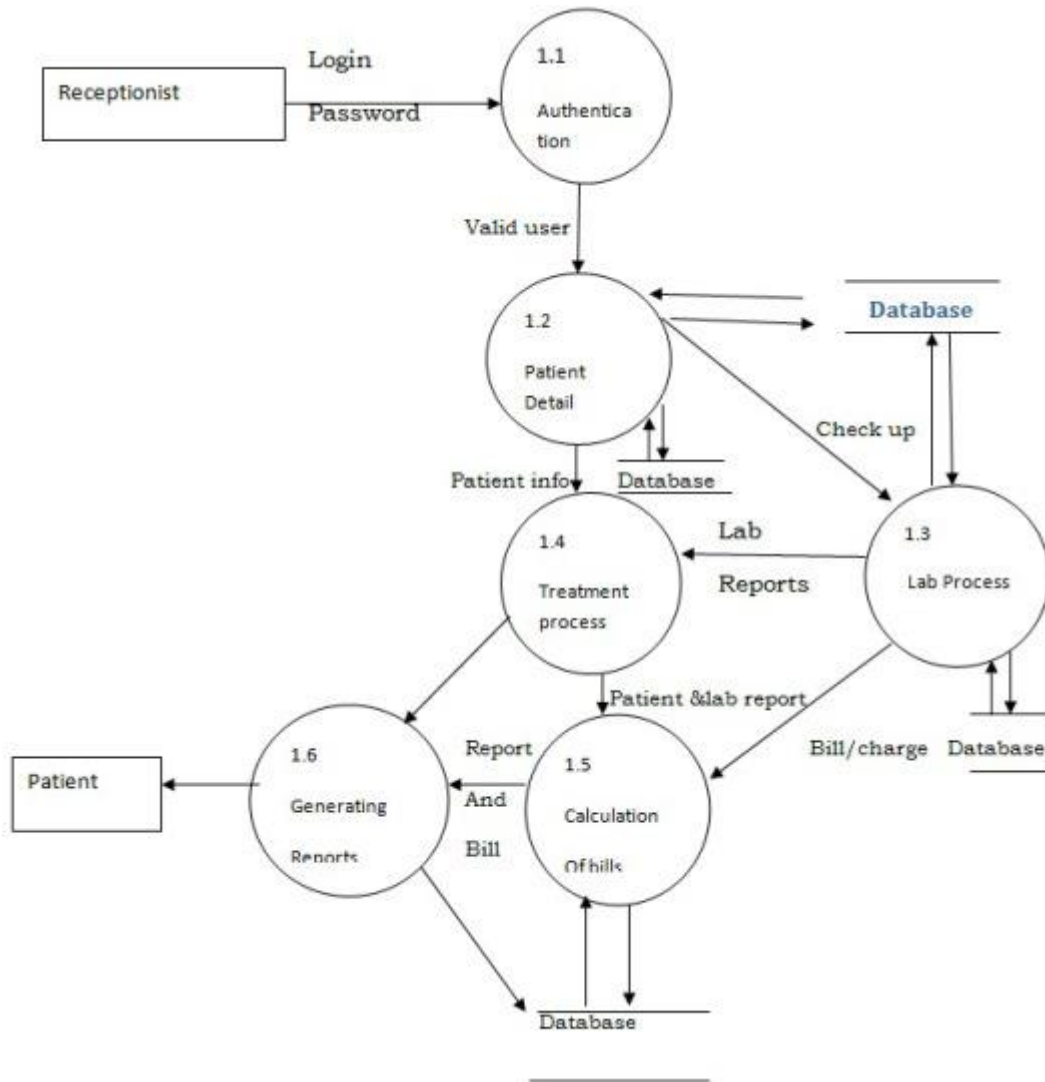 Login
Receptionist
Password
1.1
Authentica
tion
Valid user
1.2
Patient
Detail
Database
Check up
Patient info
Database
1.4
Treatment
process
Lab
Reports
1.3
Lab Process
Patient &lab report
Bill/charge
Database
Patient
1.6
Generating
Reports
Report
And
Bill
1.5
Calculation
Of bills
Database